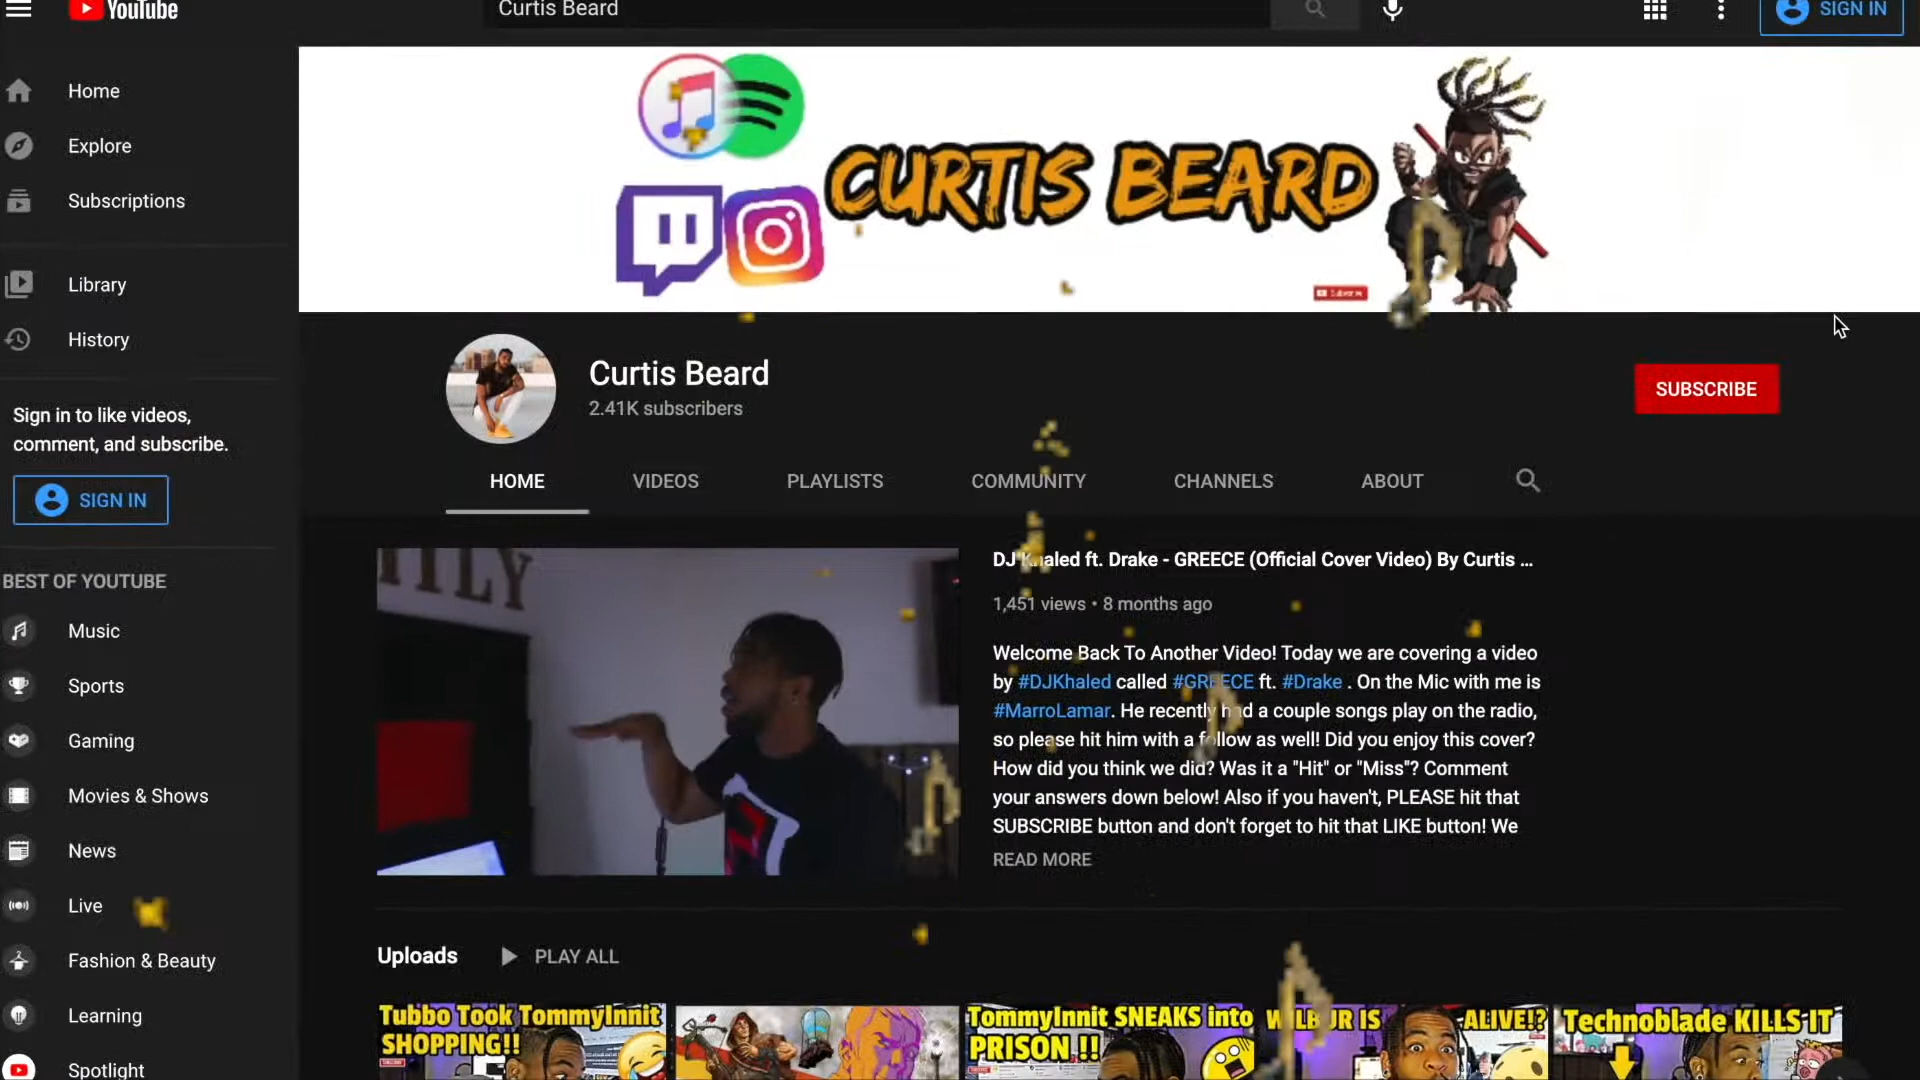 YouTube
Curtis Beard
SIGN IN
Home
Explore
Subscriptions
Library
History
Sign in to like videos,
comment, and subscribe.
SIGN IN
BEST OF YOUTUBE
Music
Sports
Gaming
Movies & Shows
News
Live
Fashion & Beauty
Learning
Spotlight
CURTIS BEARD
Curtis Beard
2.41K subscribers
SUBSCRIBE
HOME
VIDEOS
PLAYLISTS
COMMUNITY
CHANNELS
ABOUT
DJ Khaled ft. Drake - GREECE (Official Cover Video) By Curtis ...
1,451 views • 8 months ago
Welcome Back To Another Video! Today we are covering a video
by #DJKhaled called #GREECE ft. #Drake . On the Mic with me is
#MarroLamar. He recently had a couple songs play on the radio,
so please hit him with a follow as well! Did you enjoy this cover?
How did you think we did? Was it a "Hit" or "Miss"? Comment
your answers down below! Also if you haven't, PLEASE hit that
SUBSCRIBE button and don't forget to hit that LIKE button! We
READ MORE
Uploads
PLAY ALL
Tubbo Took TommyInnit
SHOPPING!!
TommyInnit SNEAKS into
PRISON !!
WILBUR IS ALIVE!?
Technoblade KILLS IT